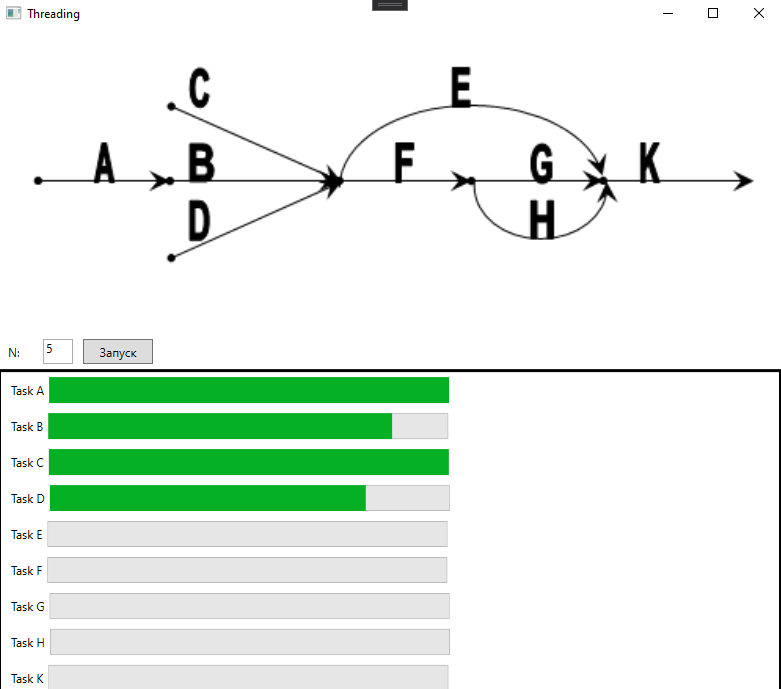 Threading
C
E
A
B
F
G
K
D
H
N:
5
Запуск
Task A
Task B
Task C
Task D
Task E
Task F
Task G
Task H
Task K